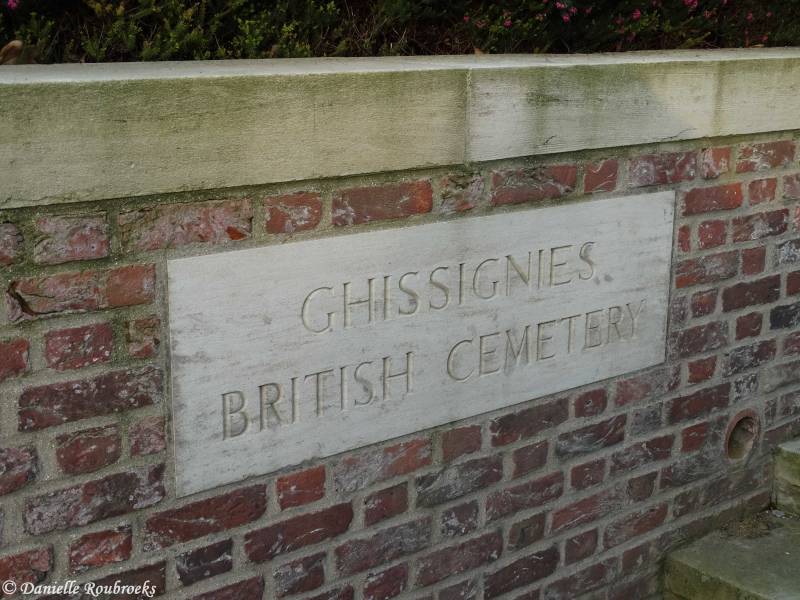 GHISSIGNIES
BRITISH CEMETERY
© Danielle Roubroeks